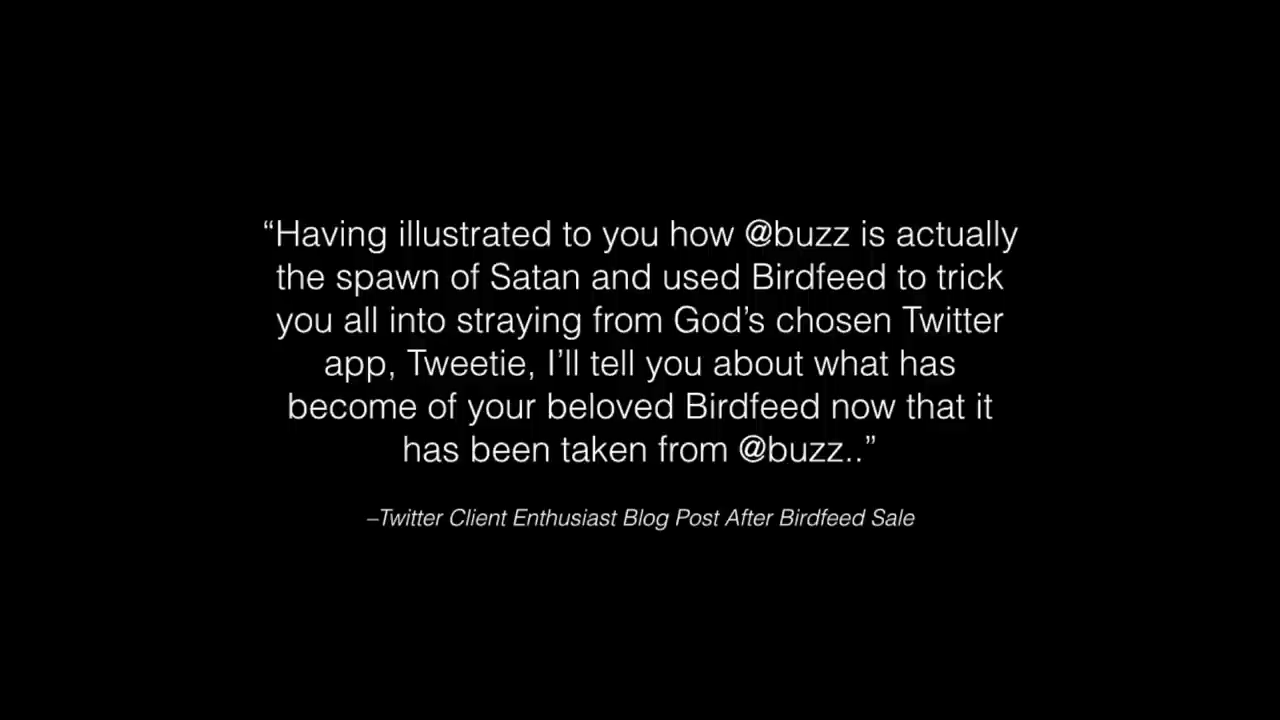 “Having illustrated to you how @buzz is actually
the spawn of Satan and used Birdfeed to trick
you all into straying from God’s chosen Twitter
app, Tweetie, I’ll tell you about what has
become of your beloved Birdfeed now that it
has been taken from @buzz..”
–Twitter Client Enthusiast Blog Post After Birdfeed Sale